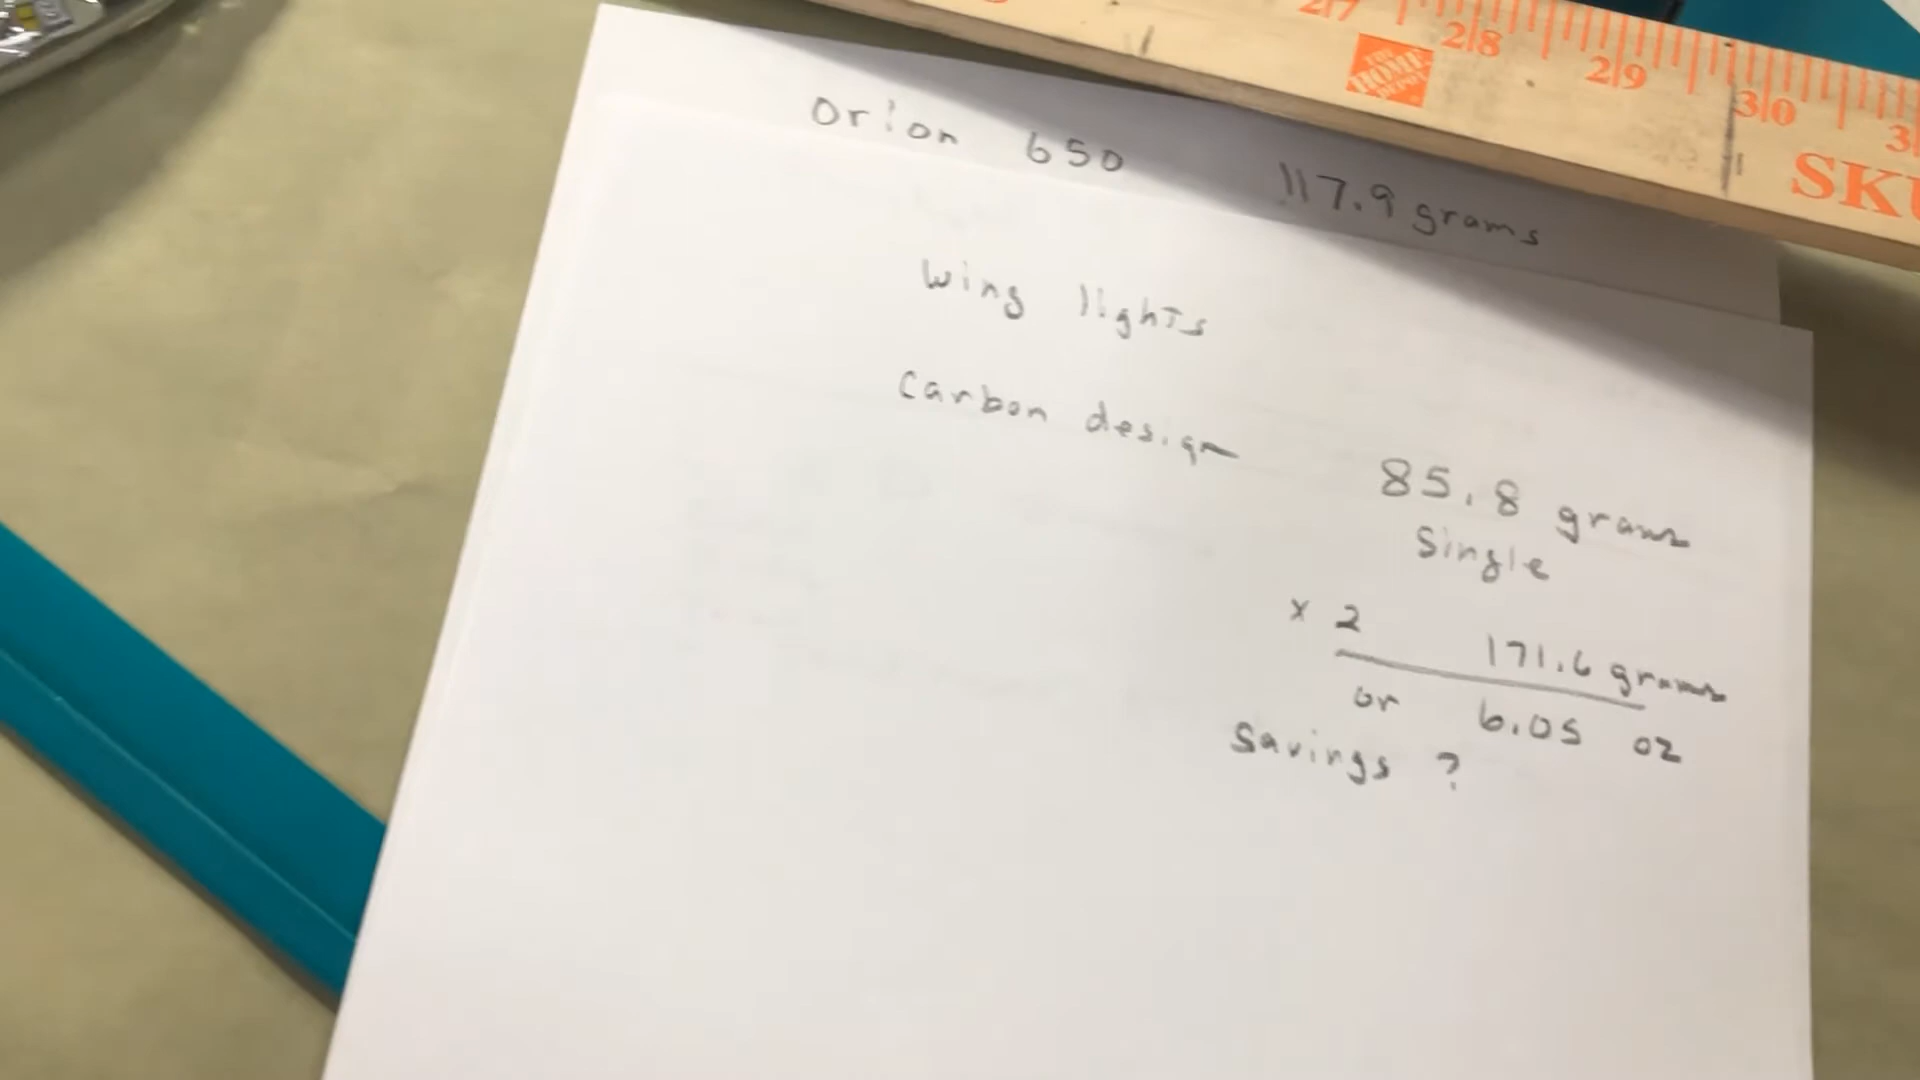 27 28 29 30 3
THE HOME DEPOT
SKU
Orion 650 117.9 grams
Wing lights
Carbon design
85.8 grams
Single
x 2 171.6 grams
or 6.05 oz
Savings ?